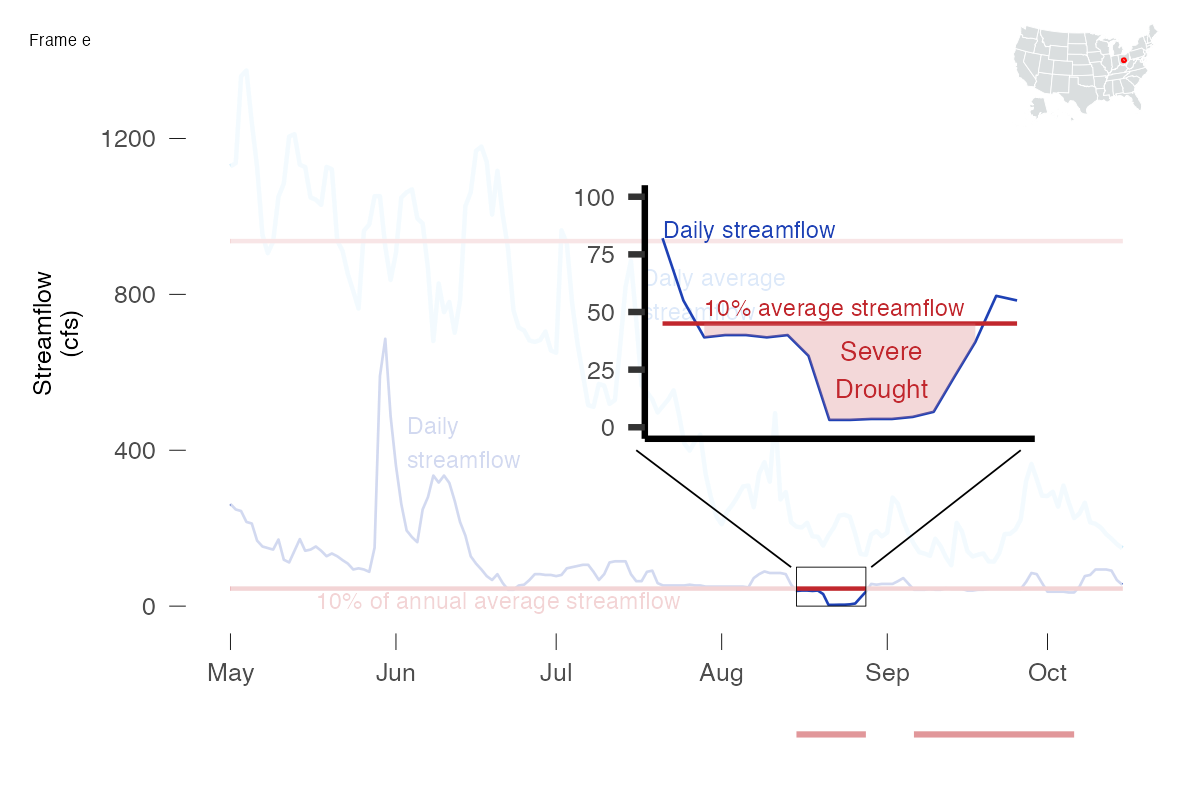 Frame e
1200
800
400
0
Streamflow
(cfs)
100
75
50
25
0
Daily streamflow
Daily average
streamflow
10% average streamflow
Severe
Drought
Daily
streamflow
10% of annual average streamflow
May
Jun
Jul
Aug
Sep
Oct